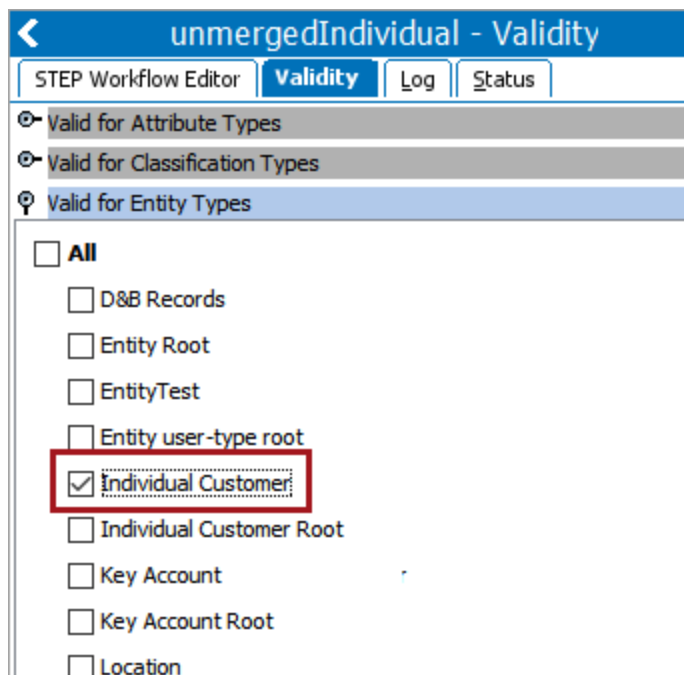 unmergedIndividual - Validity
STEP Workflow Editor Validity Log Status
Valid for Attribute Types
Valid for Classification Types
Valid for Entity Types
All
D&B Records
Entity Root
EntityTest
Entity user-type root
Individual Customer
Individual Customer Root
Key Account
Key Account Root
Location